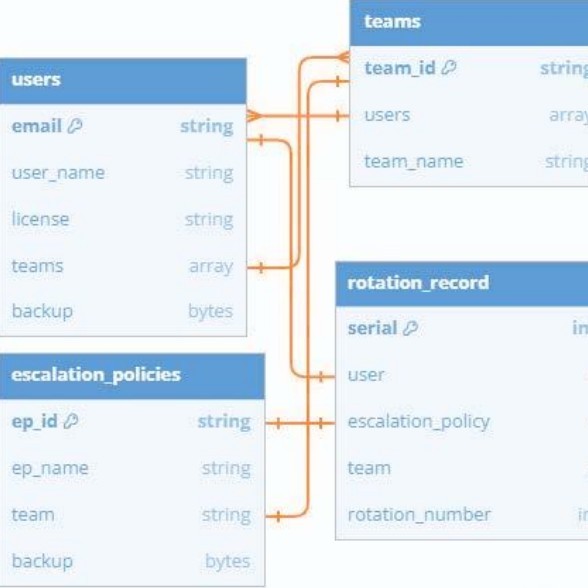 users
email string
user_name string
license string
teams array
backup bytes
escalation_policies
ep_id string
ep_name string
team string
backup bytes
teams
team_id string
users array
team_name string
rotation_record
serial in
user
escalation_policy
team
rotation_number in